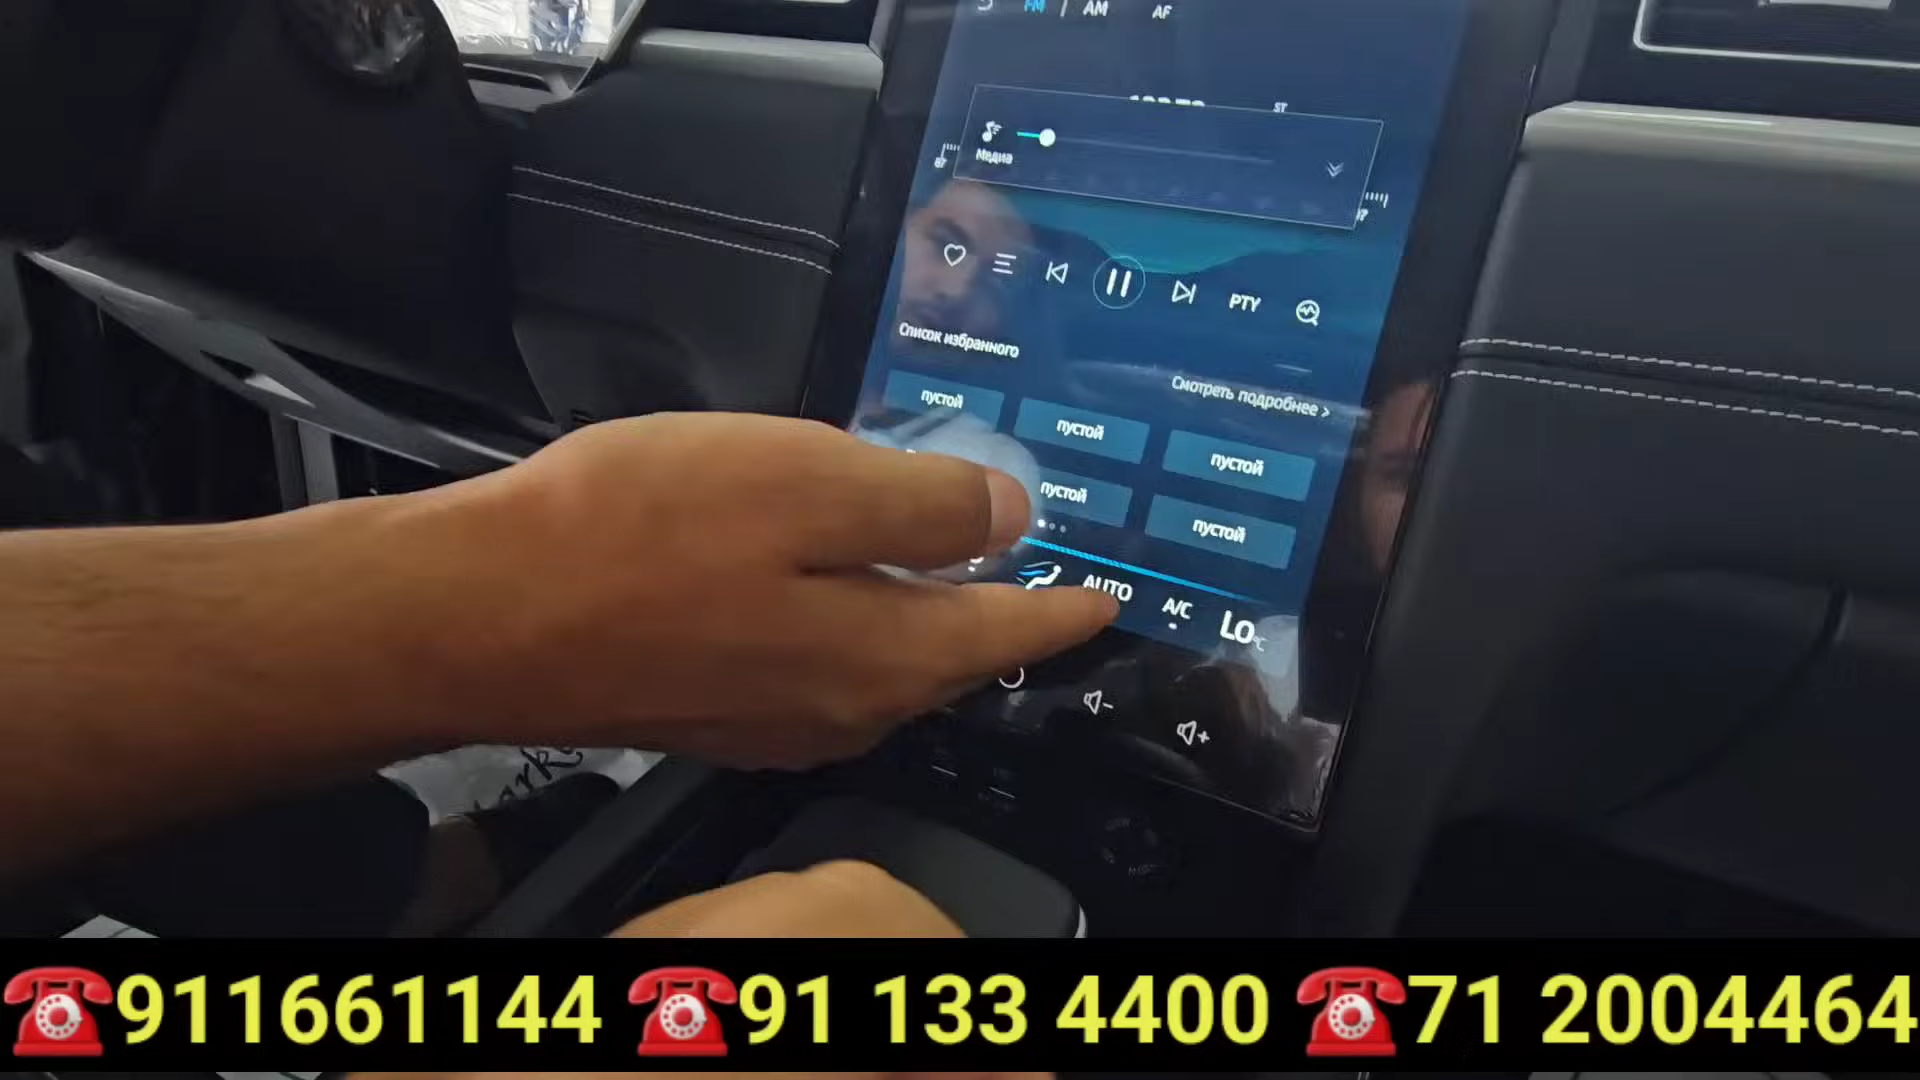 FM | AM AF
ST
87
Медиа
PTY
Список избранного
Смотреть подробнее >
пустой пустой пустой
пустой пустой
AUTO A/C LO°C
☎911661144 ☎91 133 4400 ☎71 2004464